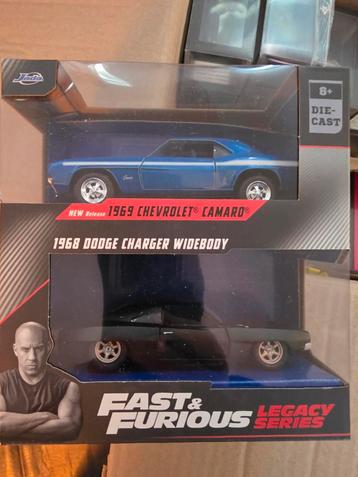 Jada
8+
DIE-
CAST
NEW Release 1969 CHEVROLET® CAMARO®
1968 DODGE CHARGER WIDEBODY
FAST &
FURIOUS
LEGACY
SERIES